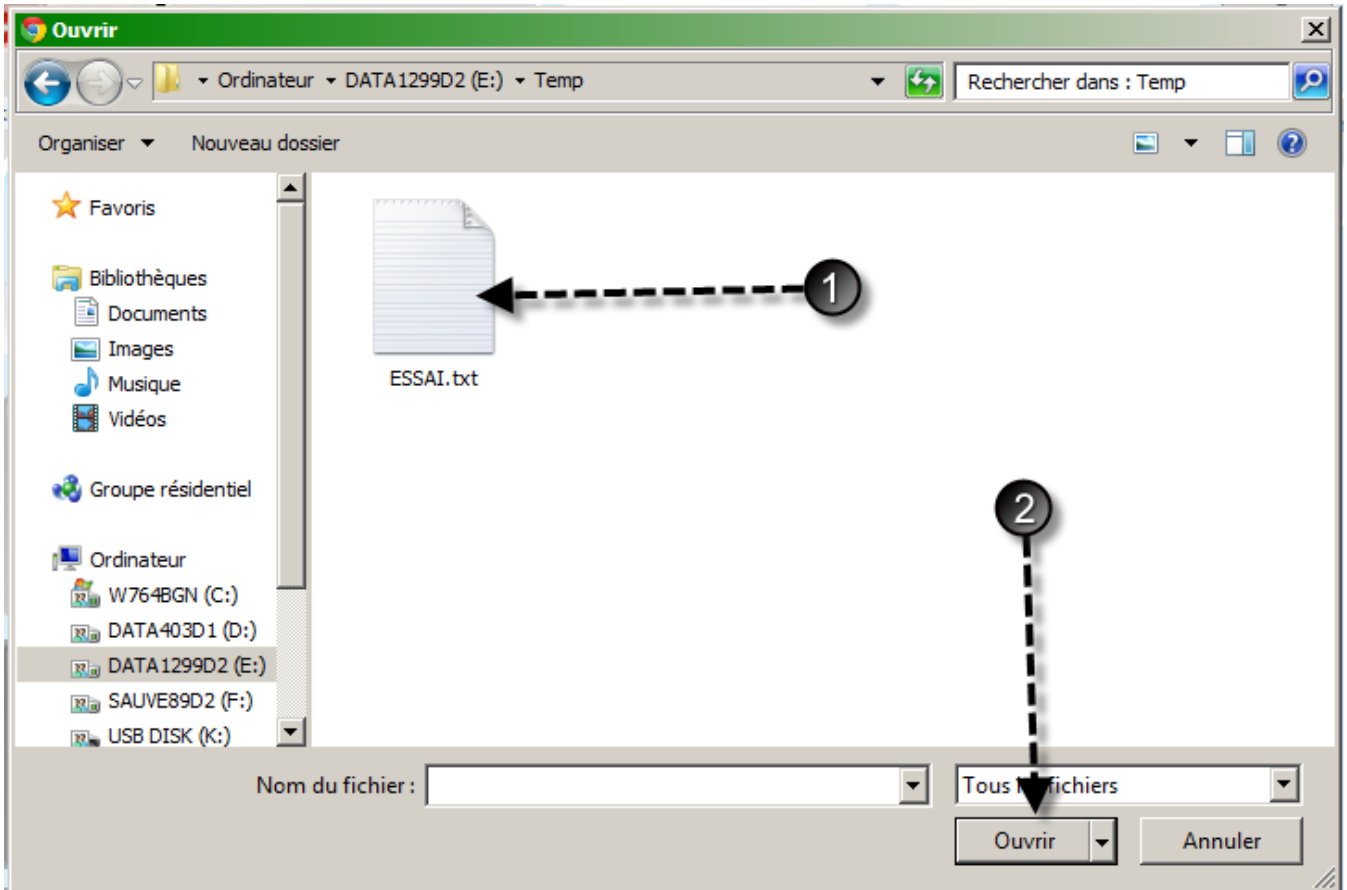 Ouvrir
Ordinateur DATA1299D2 (E:) Temp
Rechercher dans : Temp
Organiser Nouveau dossier
Favoris
Bibliothèques
Documents
Images
Musique
Vidéos
Groupe résidentiel
Ordinateur
W764BGN (C:)
DATA403D1 (D:)
DATA1299D2 (E:)
SAUVE89D2 (F:)
USB DISK (K:)
ESSAI.txt
1
2
Nom du fichier :
Tous fichiers
Ouvrir Annuler